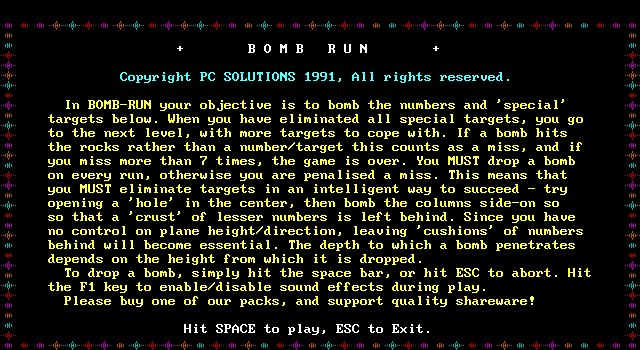 + B O M B  R U N +
Copyright PC SOLUTIONS 1991, All rights reserved.
In BOMB-RUN your objective is to bomb the numbers and 'special'
targets below. When you have eliminated all special targets, you go
to the next level, with more targets to cope with. If a bomb hits
the rocks rather than a number/target this counts as a miss, and if
you miss more than 7 times, the game is over. You MUST drop a bomb
on every run, otherwise you are penalised a miss. This means that
you MUST eliminate targets in an intelligent way to succeed - try
opening a 'hole' in the center, then bomb the columns side-on so
so that a 'crust' of lesser numbers is left behind. Since you have
no control on plane height/direction, leaving 'cushions' of numbers
behind will become essential. The depth to which a bomb penetrates
depends on the height from which it is dropped.
To drop a bomb, simply hit the space bar, or hit ESC to abort. Hit
the F1 key to enable/disable sound effects during play.
Please buy one of our packs, and support quality shareware!
Hit SPACE to play, ESC to Exit.